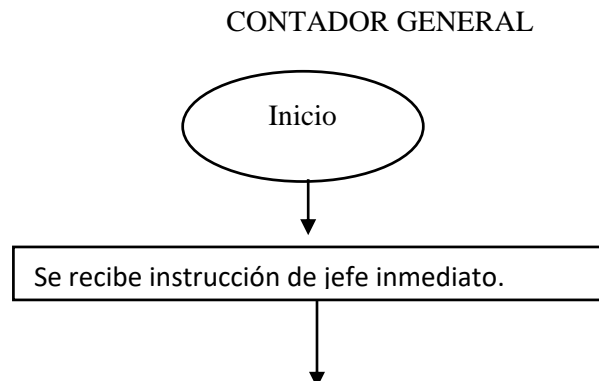 CONTADOR GENERAL
Inicio
Se recibe instrucción de jefe inmediato.